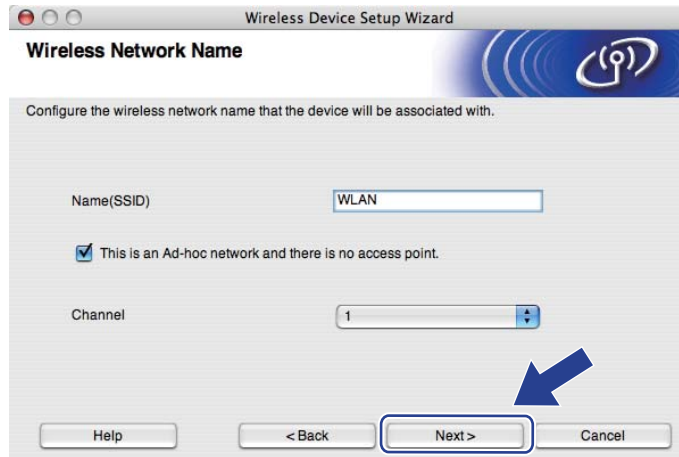 Wireless Device Setup Wizard
Wireless Network Name
Configure the wireless network name that the device will be associated with.
Name(SSID) WLAN
This is an Ad-hoc network and there is no access point.
Channel 1
Help < Back Next > Cancel